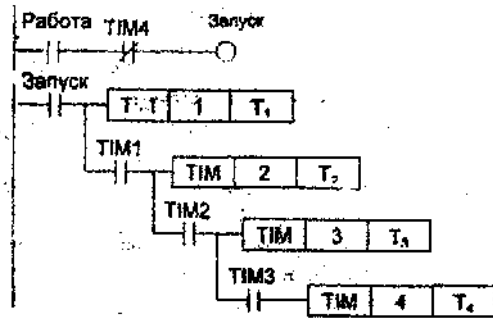 Работа TIM4 Запуск
Запуск
1 T₁
TIM1
TIM 2 T₂
TIM2
TIM 3 T₃
TIM3
TIM 4 T₄